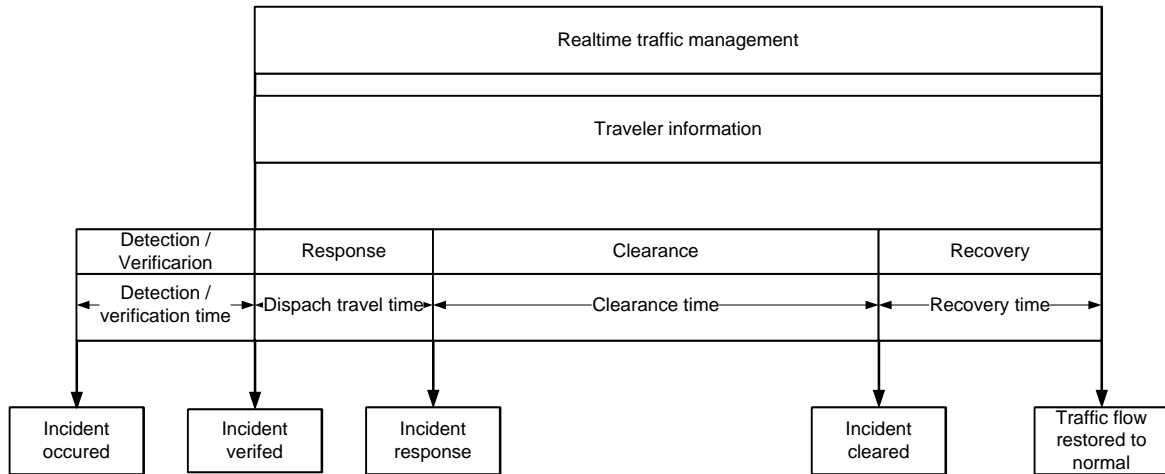 Realtime traffic management
Traveler information
Detection /
Verificarion
Response
Clearance
Recovery
Detection /
verification time
Dispach travel time
Clearance time
Recovery time
Incident
occured
Incident
verifed
Incident
response
Incident
cleared
Traffic flow
restored to
normal